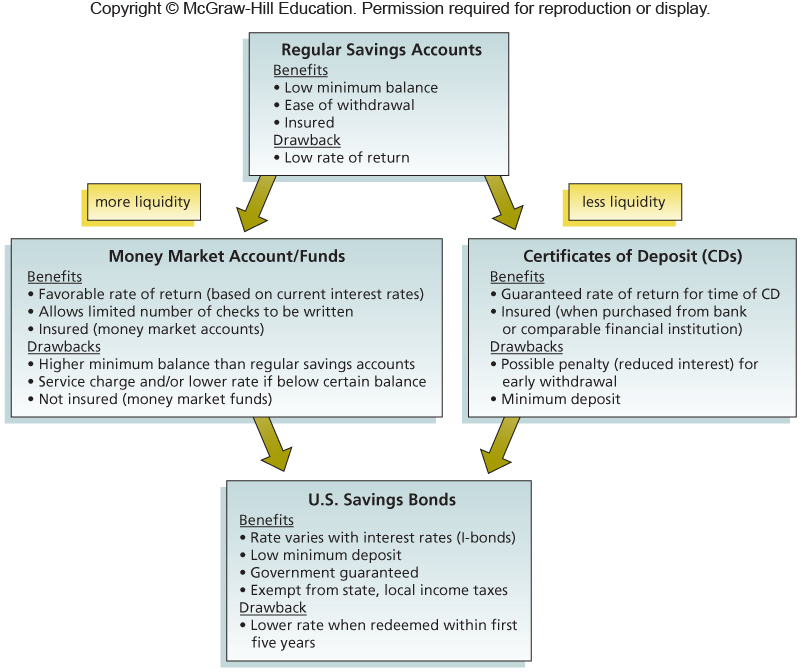 Copyright © McGraw-Hill Education. Permission required for reproduction or display.
Regular Savings Accounts
Benefits
• Low minimum balance
• Ease of withdrawal
• Insured
Drawback
• Low rate of return
more liquidity
less liquidity
Money Market Account/Funds
Benefits
• Favorable rate of return (based on current interest rates)
• Allows limited number of checks to be written
• Insured (money market accounts)
Drawbacks
• Higher minimum balance than regular savings accounts
• Service charge and/or lower rate if below certain balance
• Not insured (money market funds)
Certificates of Deposit (CDs)
Benefits
• Guaranteed rate of return for time of CD
• Insured (when purchased from bank
or comparable financial institution)
Drawbacks
• Possible penalty (reduced interest) for
early withdrawal
• Minimum deposit
U.S. Savings Bonds
Benefits
• Rate varies with interest rates (I-bonds)
• Low minimum deposit
• Government guaranteed
• Exempt from state, local income taxes
Drawback
• Lower rate when redeemed within first
five years